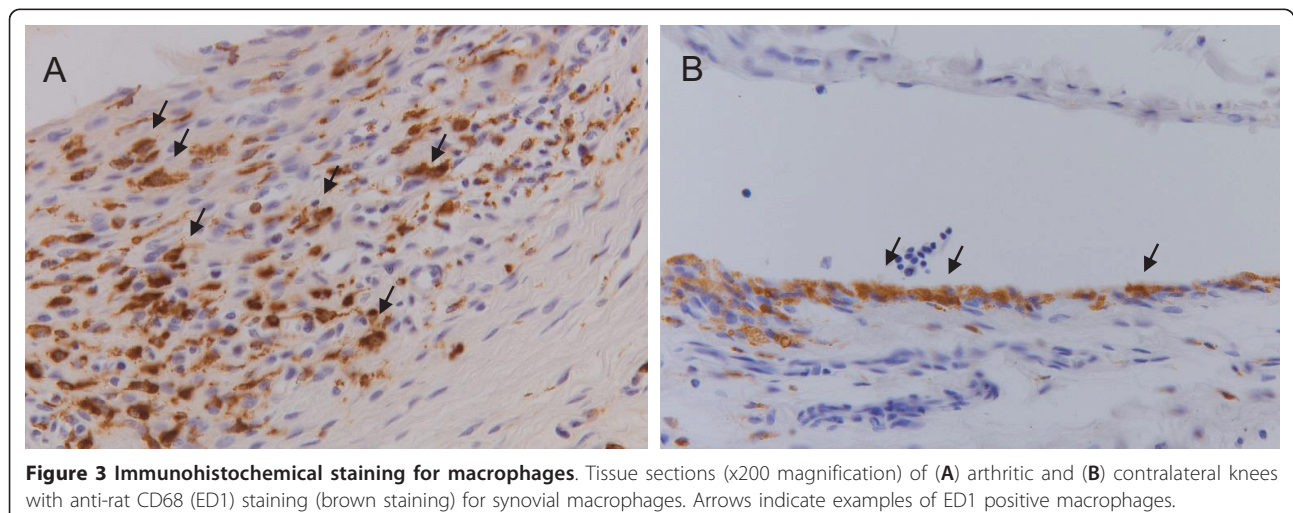 A
B
Figure 3 Immunohistochemical staining for macrophages. Tissue sections (x200 magnification) of (A) arthritic and (B) contralateral knees
with anti-rat CD68 (ED1) staining (brown staining) for synovial macrophages. Arrows indicate examples of ED1 positive macrophages.